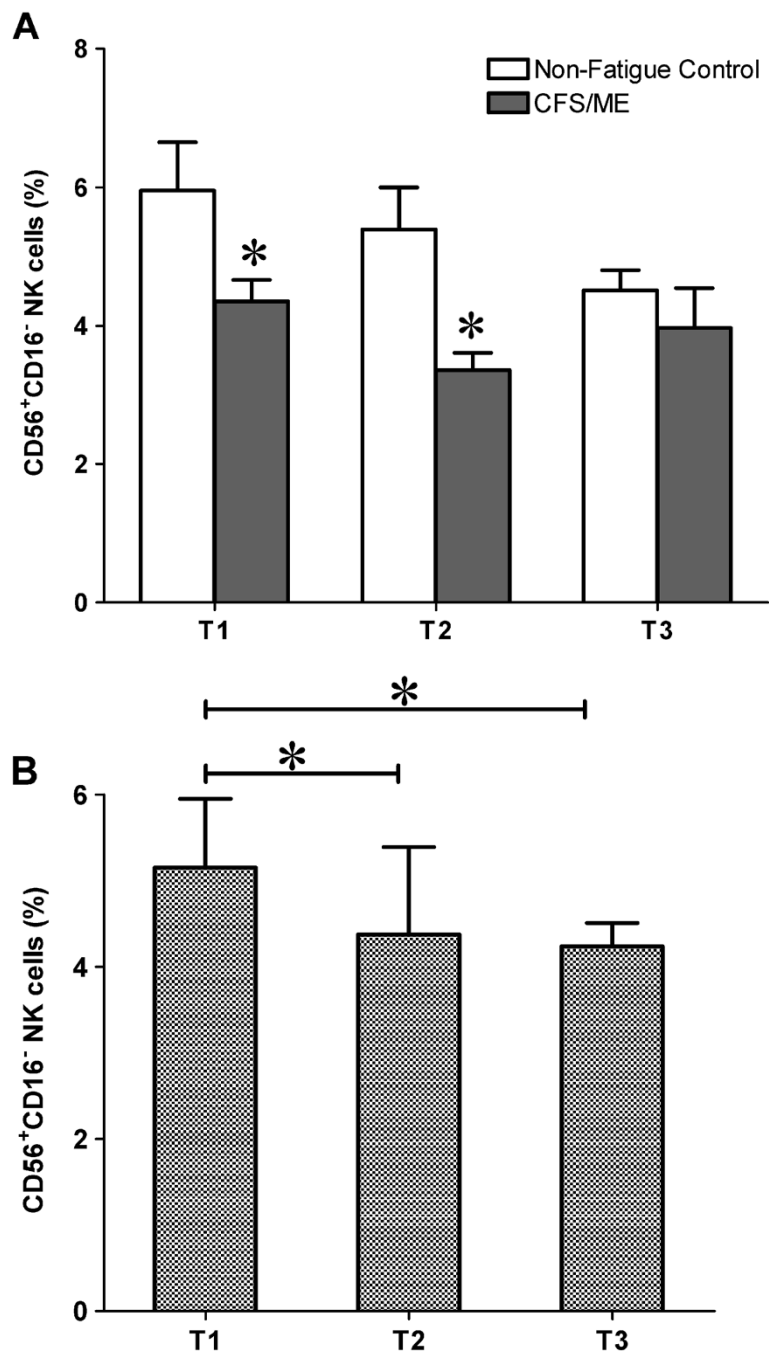 A
8
Non-Fatigue Control
CFS/ME
6
*
*
4
2
0
CD56⁺CD16⁻ NK cells (%)
T1 T2 T3
*
B
*
6
4
2
0
CD56⁺CD16⁻ NK cells (%)
T1 T2 T3